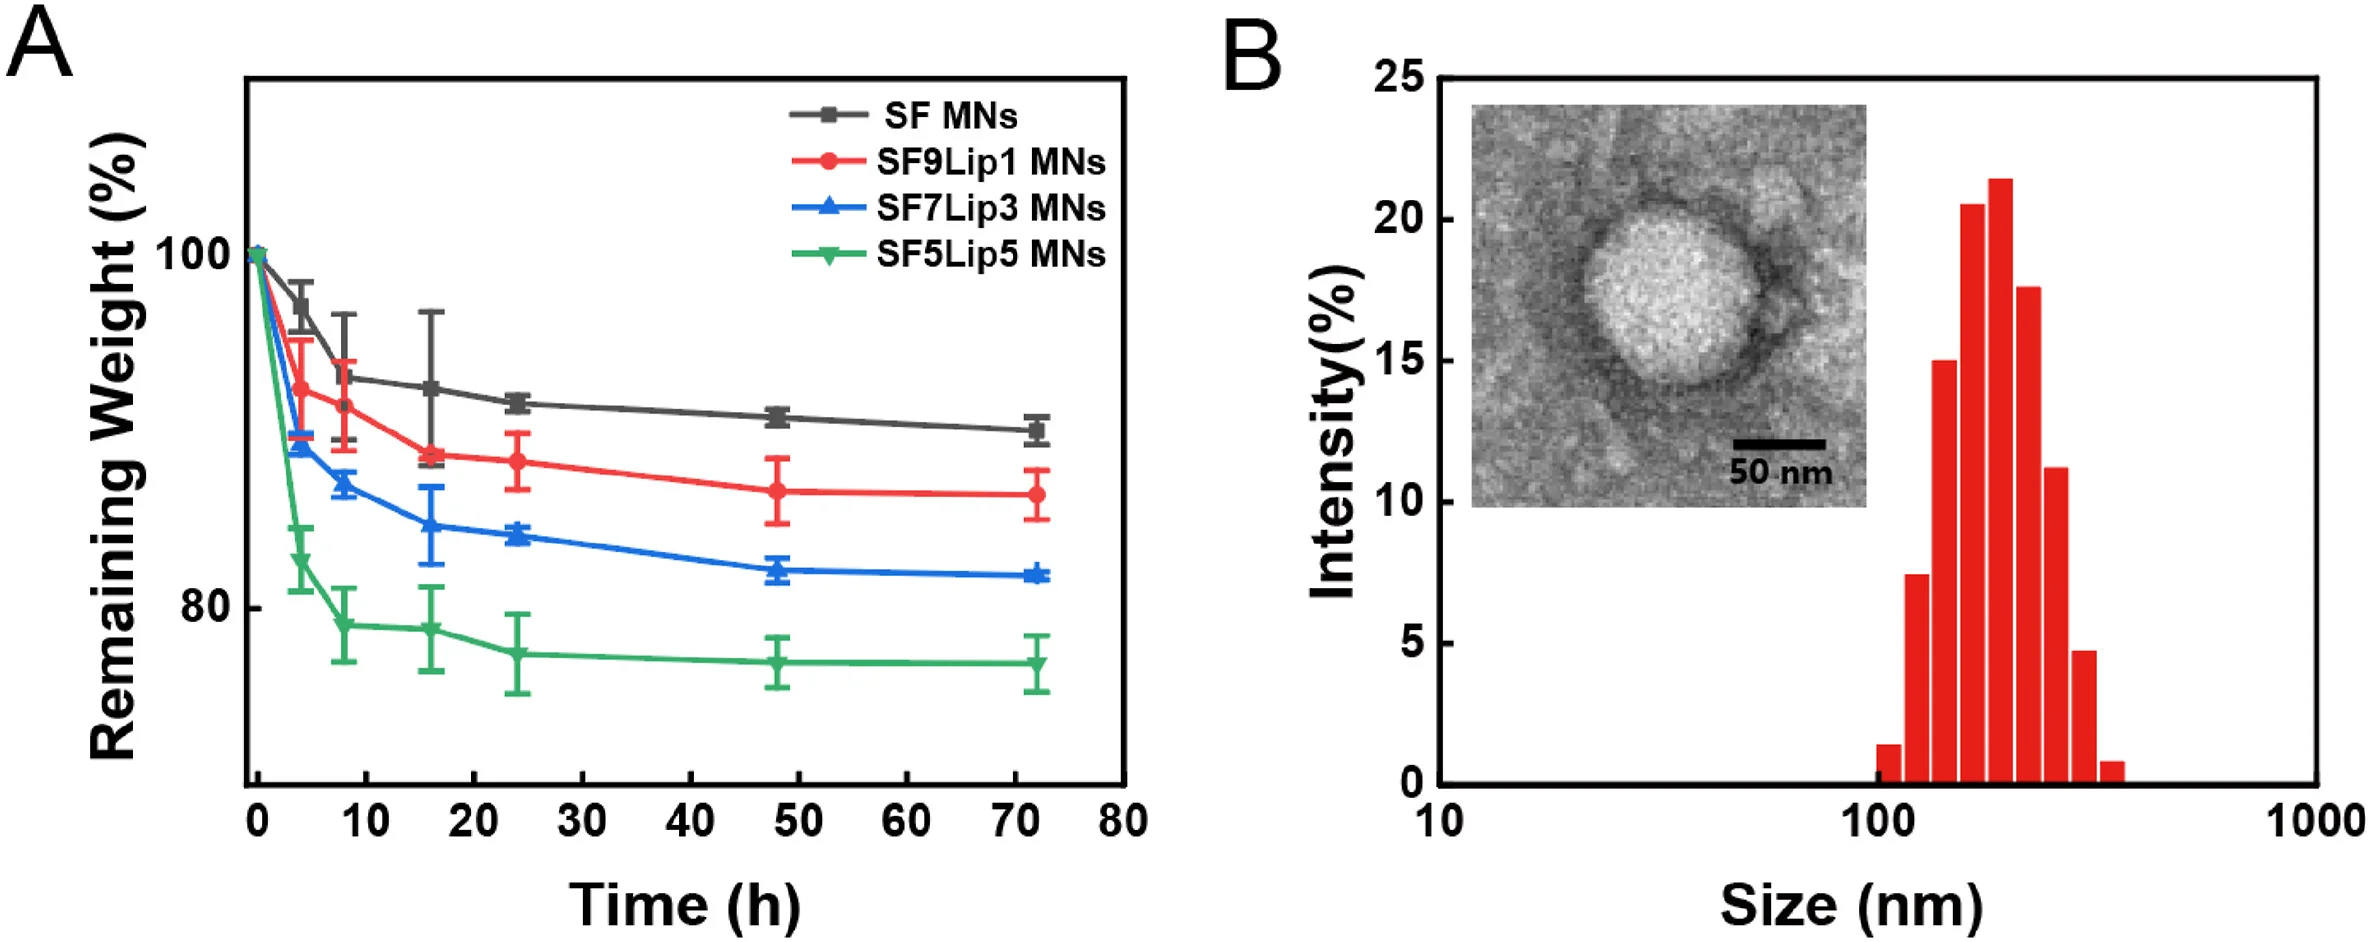 A
Remaining Weight (%)
100
80
SF MNs
SF9Lip1 MNs
SF7Lip3 MNs
SF5Lip5 MNs
0 10 20 30 40 50 60 70 80
Time (h)
B
Intensity(%)
25
20
15
10
5
0
50 nm
10 100 1000
Size (nm)